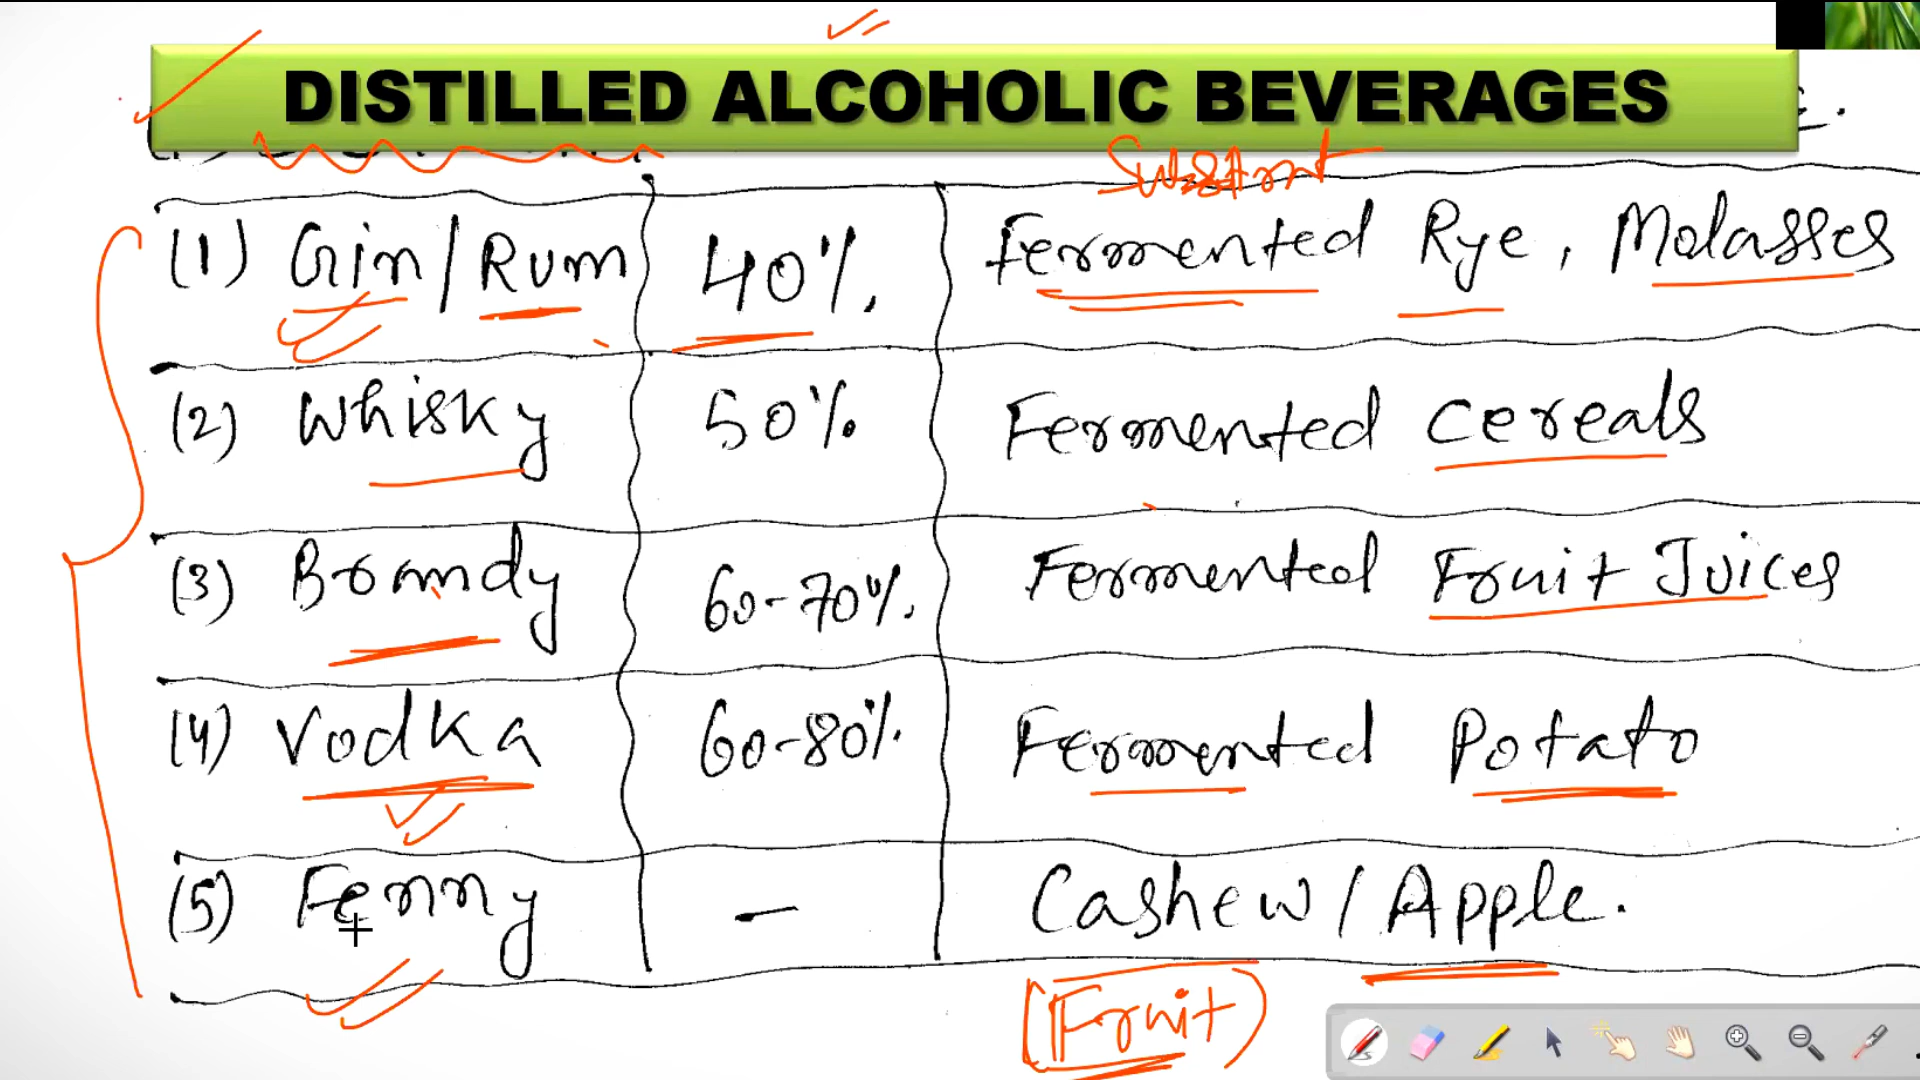 DISTILLED ALCOHOLIC BEVERAGES
(1) Gin/Rum 40%. Fermented Rye, Molasses
(2) Whisky 50% Fermented Cereals
(3) Brandy 60-70%. Fermented Fruit Juices
(4) Vodka 60-80%. Fermented Potato
(5) Fenny - Cashew/Apple.
(Fruit)